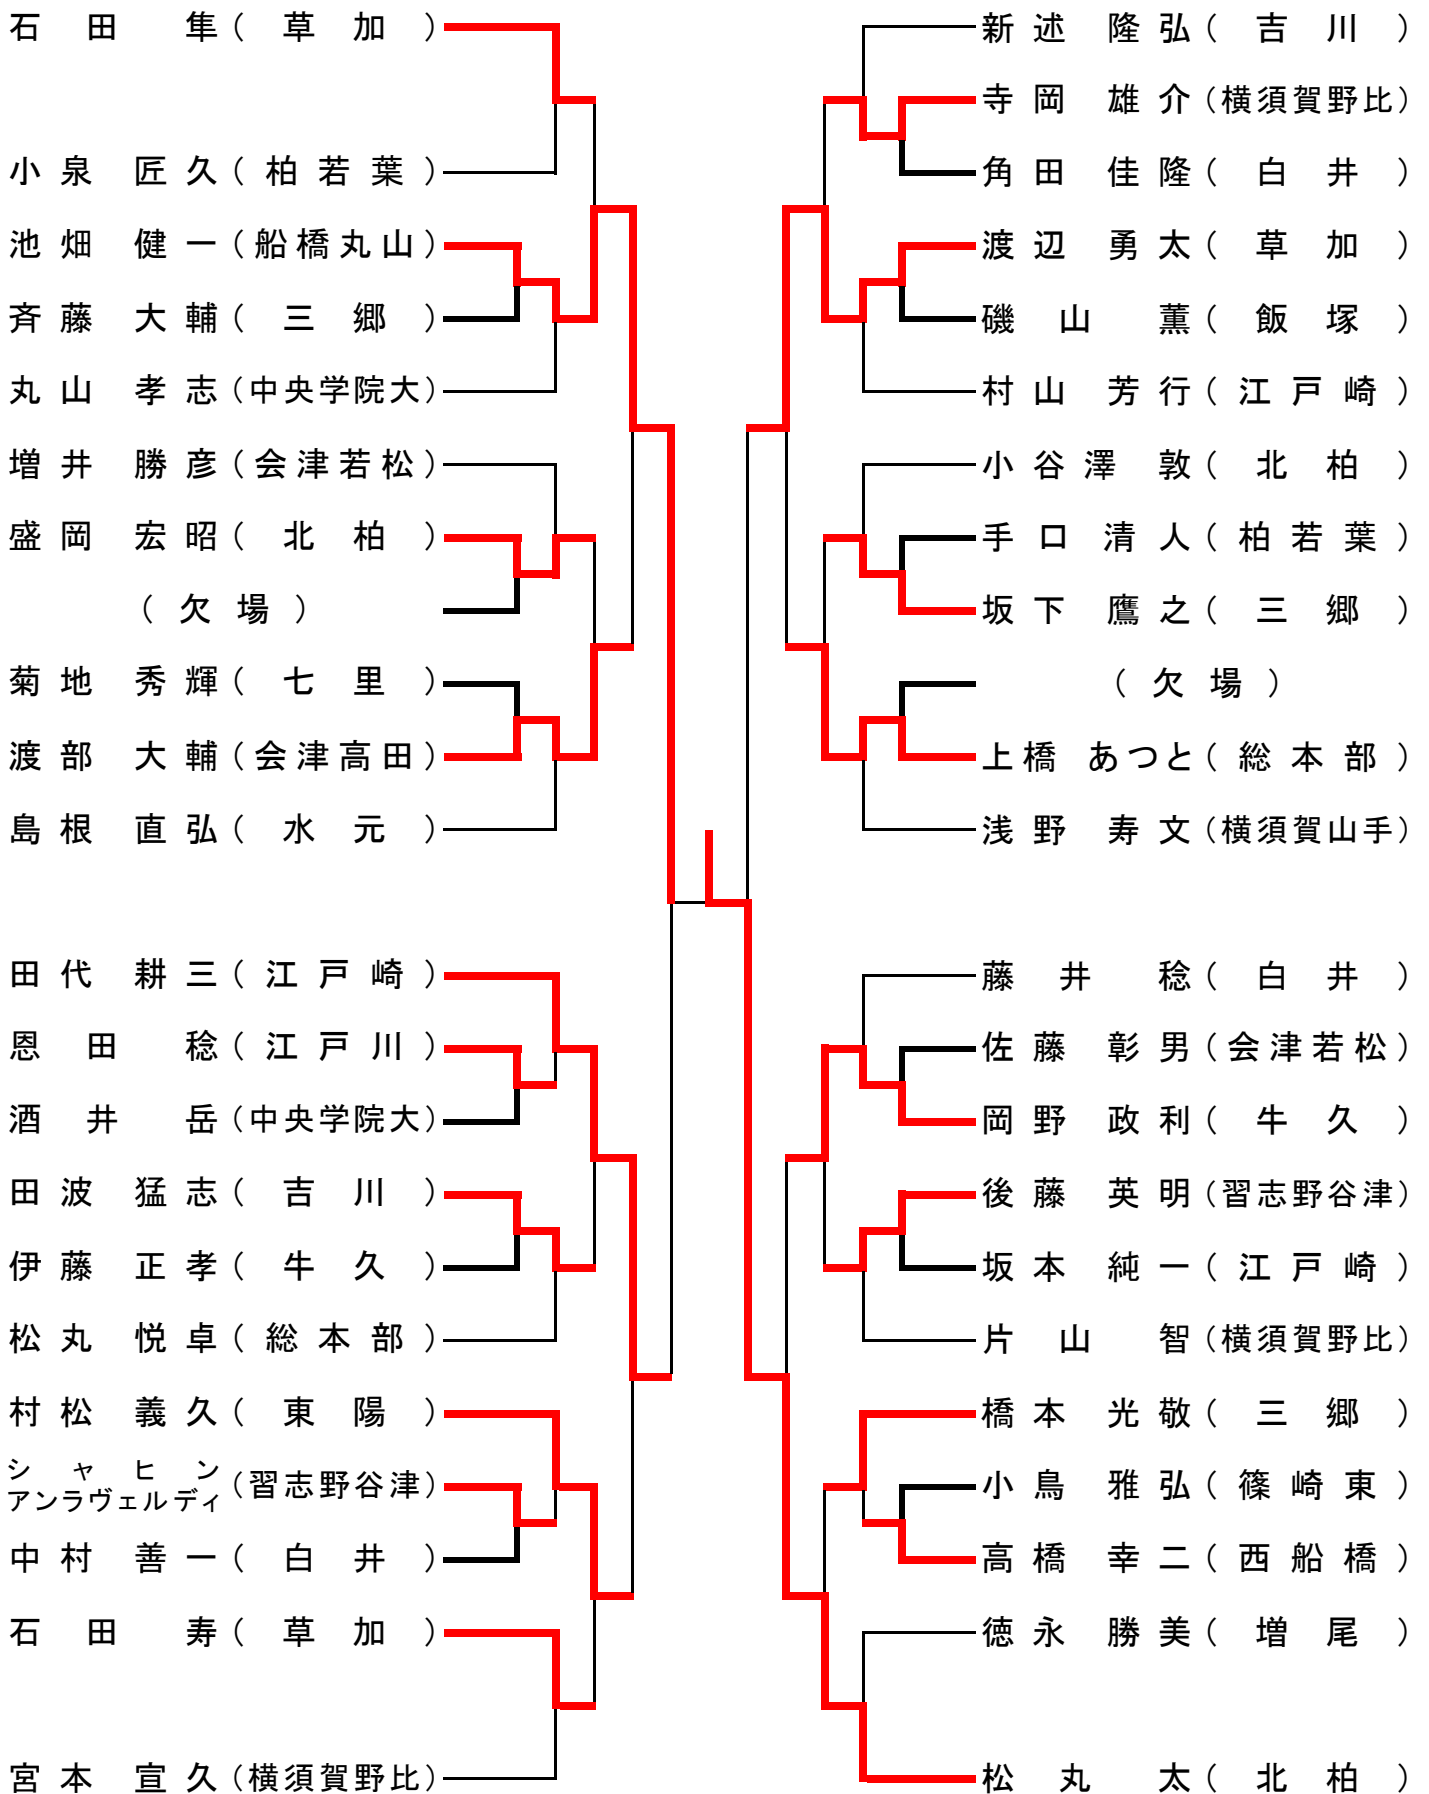 石田 隼(草加)
小泉 匠久(柏若葉)
池畑 健一(船橋丸山)
斉藤 大輔(三郷)
丸山 孝志(中央学院大)
増井 勝彦(会津若松)
盛岡 宏昭(北柏)
(欠場)
菊地 秀輝(七里)
渡部 大輔(会津高田)
島根 直弘(水元)
田代 耕三(江戸崎)
恩田 稔(江戸川)
酒井 岳(中央学院大)
田波 猛志(吉川)
伊藤 正孝(牛久)
松丸 悦卓(総本部)
村松 義久(東陽)
シャヒン
アンラヴェルディ(習志野谷津)
中村 善一(白井)
石田 寿(草加)
宮本 宣久(横須賀野比)
新述 隆弘(吉川)
寺岡 雄介(横須賀野比)
角田 佳隆(白井)
渡辺 勇太(草加)
磯山 薫(飯塚)
村山 芳行(江戸崎)
小谷澤 敦(北柏)
手口 清人(柏若葉)
坂下 鷹之(三郷)
(欠場)
上橋 あつと(総本部)
浅野 寿文(横須賀山手)
藤井 稔(白井)
佐藤 彰男(会津若松)
岡野 政利(牛久)
後藤 英明(習志野谷津)
坂本 純一(江戸崎)
片山 智(横須賀野比)
橋本 光敬(三郷)
小鳥 雅弘(篠崎東)
高橋 幸二(西船橋)
徳永 勝美(増尾)
松丸 太(北柏)